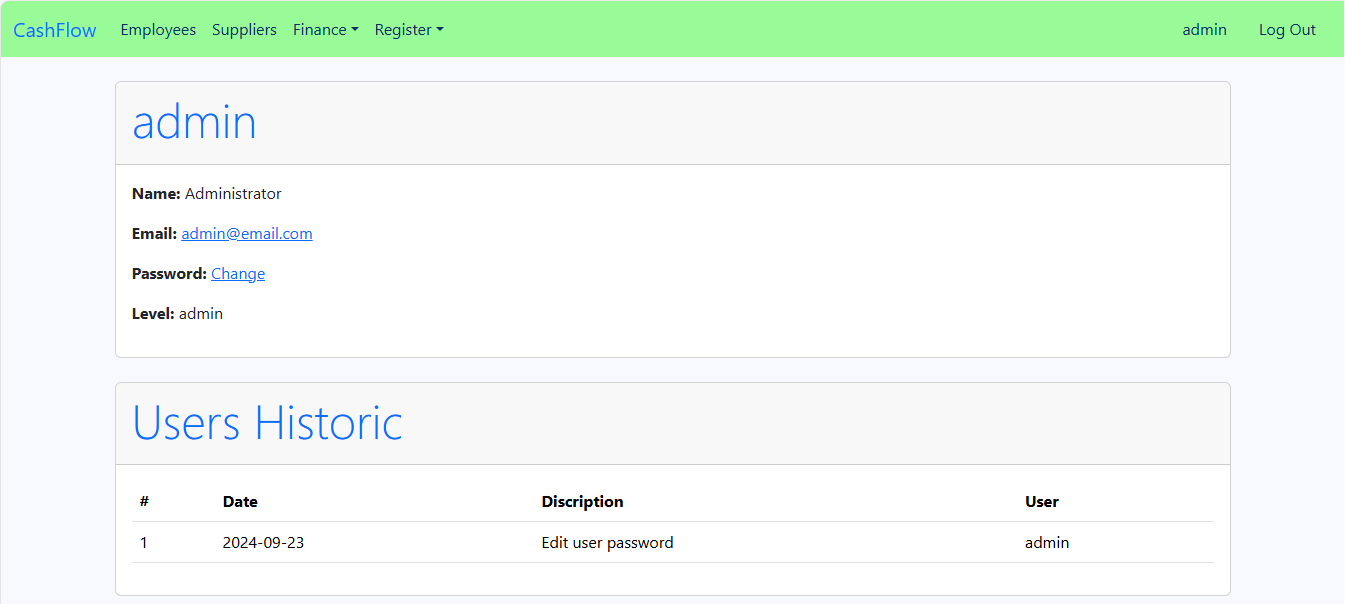 CashFlow Employees Suppliers Finance Register admin Log Out
admin
Name: Administrator
Email: admin@email.com
Password: Change
Level: admin
Users Historic
# Date Discription User
1 2024-09-23 Edit user password admin